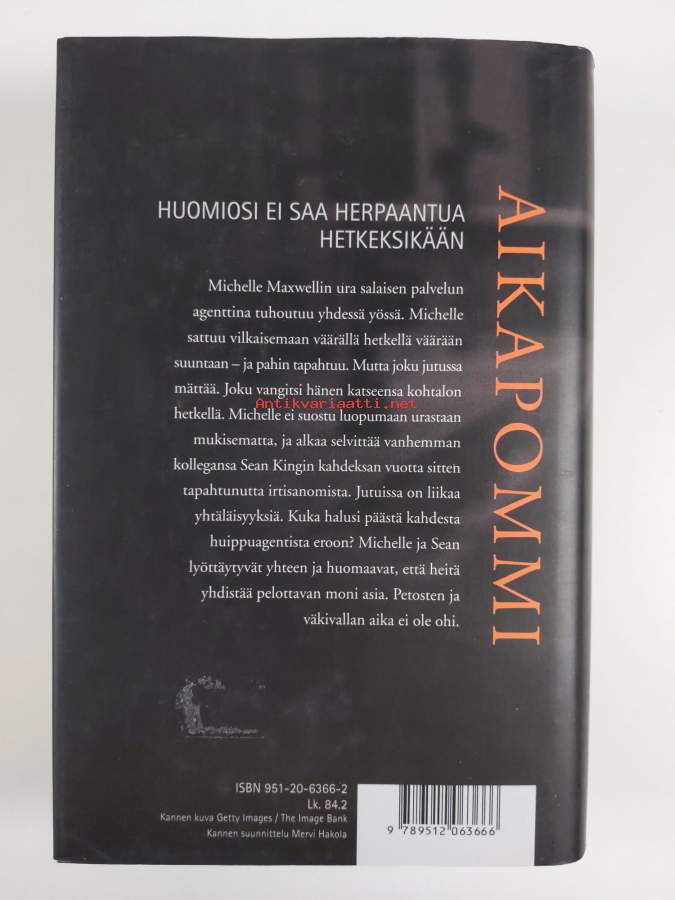 HUOMIOSI EI SAA HERPAANTUA
HETKEKSIKÄÄN
Michelle Maxwellin ura salaisen palvelun
agenttina tuhoutuu yhdessä yössä. Michelle
sattuu vilkaisemaan väärällä hetkellä väärään
suuntaan – ja pahin tapahtuu. Mutta joku jutussa
mättää. Joku vangitsi hänen katseensa kohtalon
Antikvariaatti.net
hetkellä. Michelle ei suostu luopumaan urastaan
mukisematta, ja alkaa selvittää vanhemman
kollegansa Sean Kingin kahdeksan vuotta sitten
tapahtunutta irtisanomista. Jutuissa on liikaa
yhtäläisyyksiä. Kuka halusi päästä kahdesta
huippuagentista eroon? Michelle ja Sean
lyöttäytyvät yhteen ja huomaavat, että heitä
yhdistää pelottavan moni asia. Petosten ja
väkivallan aika ei ole ohi.
AIKAPOMMI
ISBN 951-20-6366-2
Lk. 84.2
Kannen kuva Getty Images / The Image Bank
Kannen suunnittelu Mervi Hakola
9 789512 063666